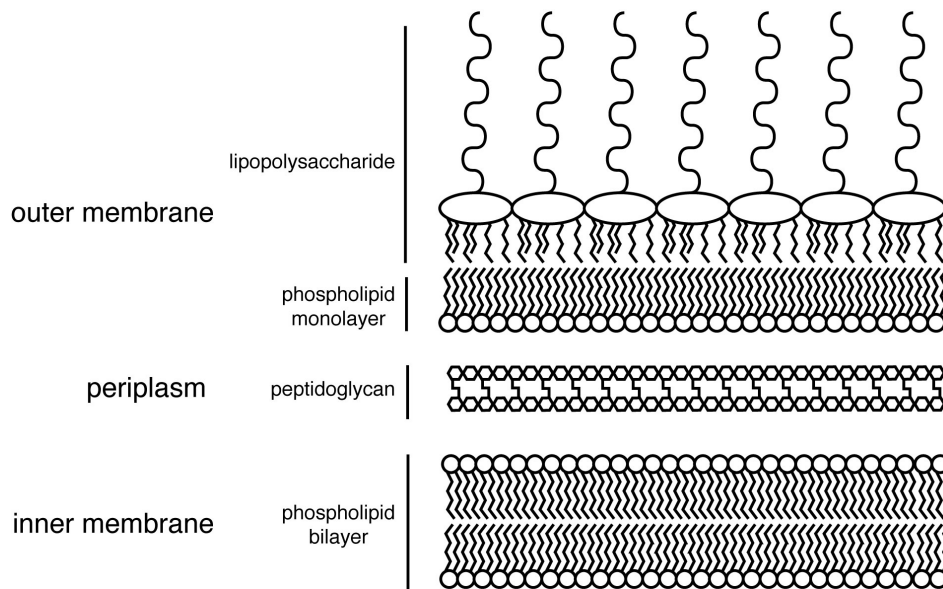 lipopolysaccharide
outer membrane
phospholipid
monolayer
periplasm
peptidoglycan
inner membrane
phospholipid
bilayer